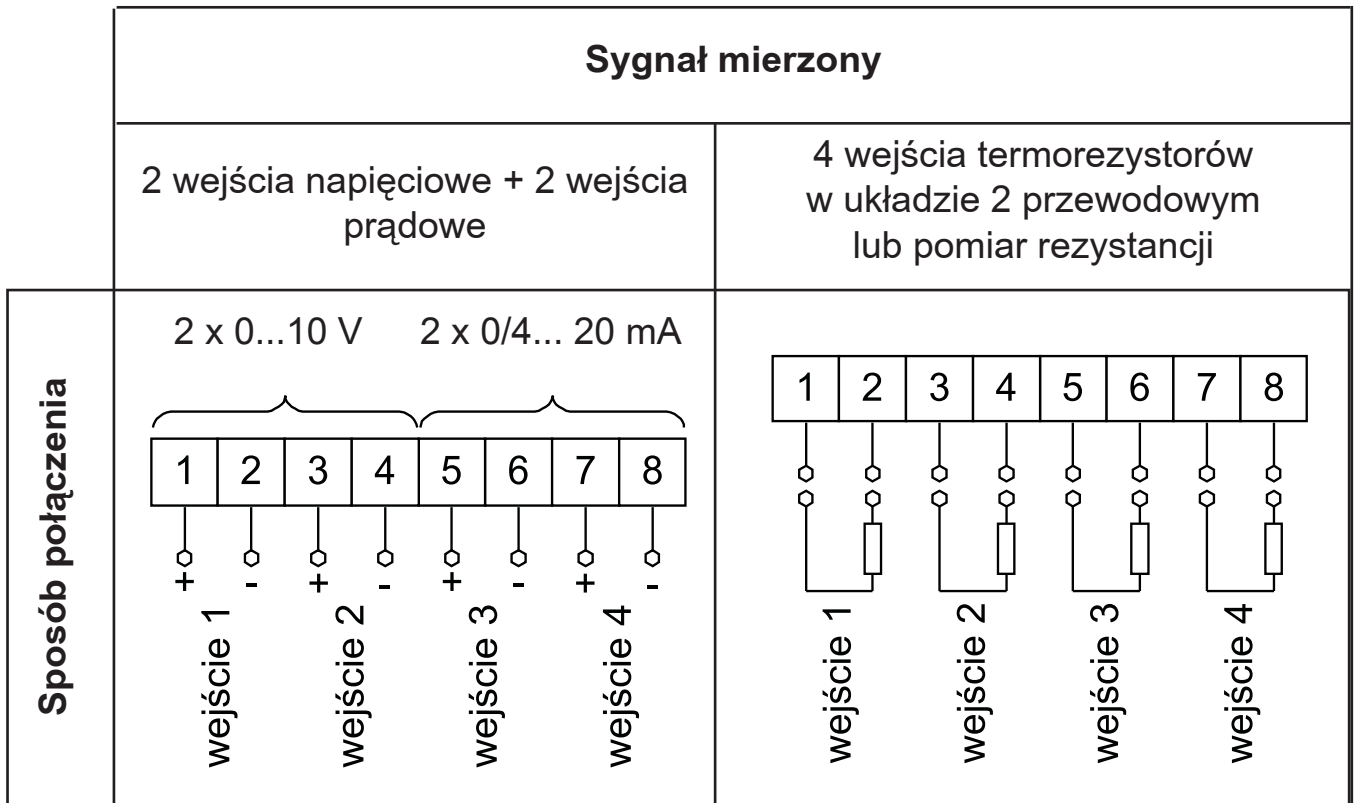 Sygnał mierzony
2 wejścia napięciowe + 2 wejścia
prądowe
4 wejścia termorezystorów
w układzie 2 przewodowym
lub pomiar rezystancji
Sposób połączenia
2 x 0...10 V 2 x 0/4... 20 mA
1 2 3 4 5 6 7 8
+ - + - + - + -
wejście 1
wejście 2
wejście 3
wejście 4
1 2 3 4 5 6 7 8
wejście 1
wejście 2
wejście 3
wejście 4